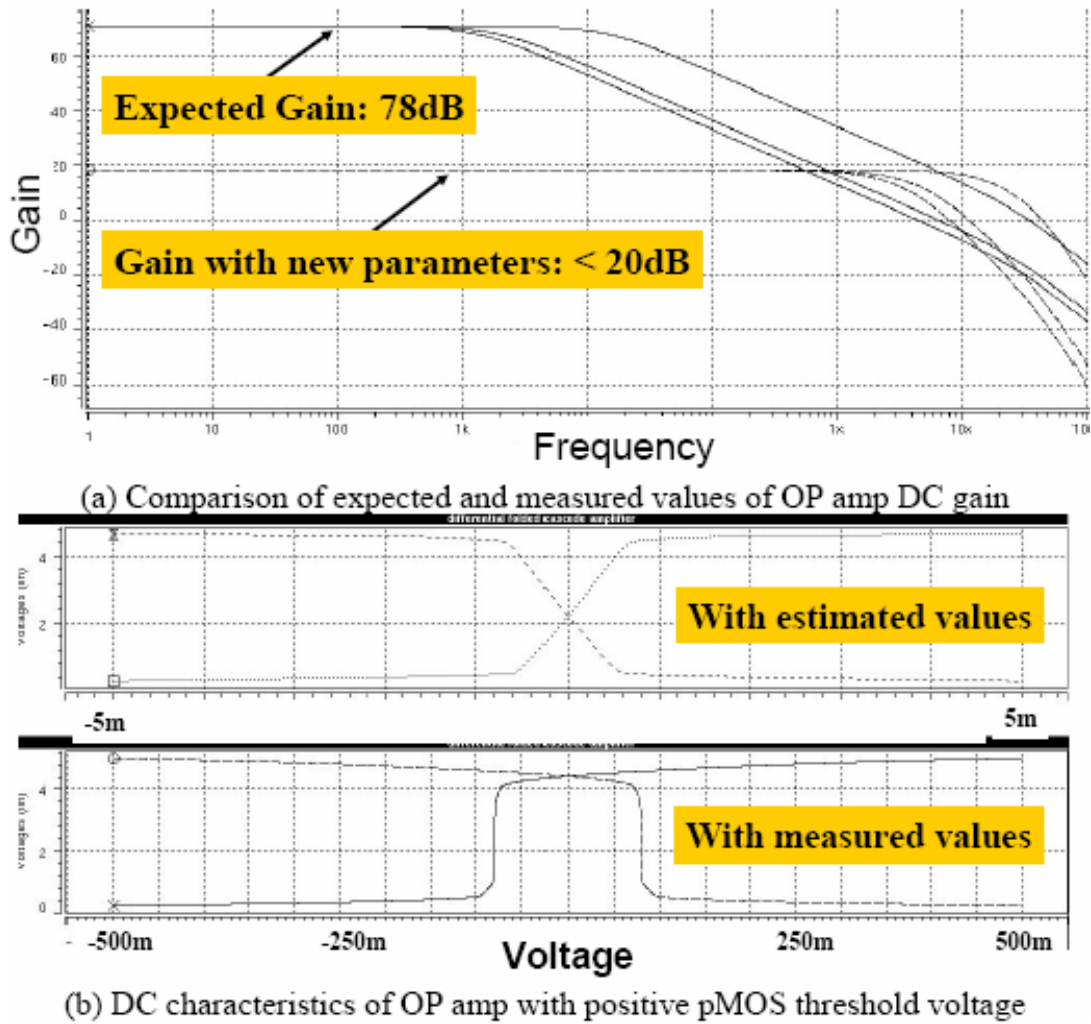 60
Expected Gain: 78dB
40
20
0
Gain with new parameters: < 20dB
-20
-40
-60
Gain
1 10 100 1k 1x 10x
Frequency
(a) Comparison of expected and measured values of OP amp DC gain
differential folded cascode amplifier
4
With estimated values
2
-5m 5m
4
With measured values
2
0
-500m -250m Voltage 250m 500m
(b) DC characteristics of OP amp with positive pMOS threshold voltage